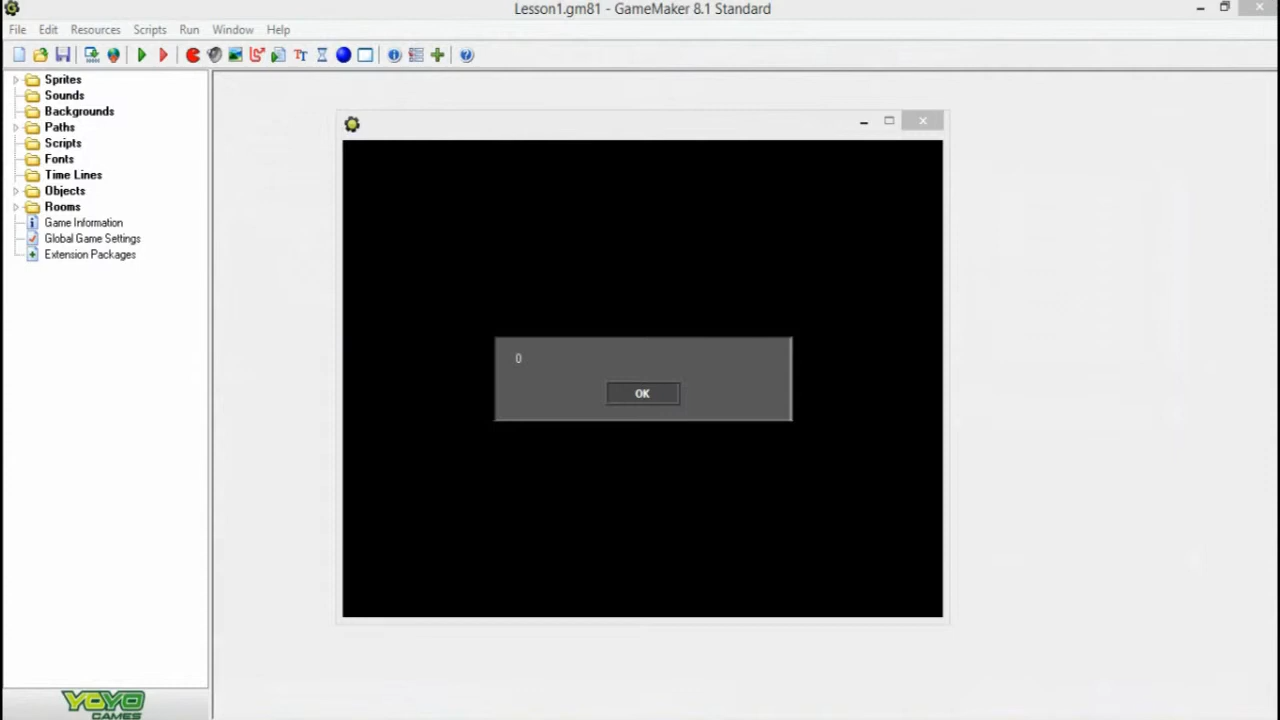 Lesson1.gm81 - GameMaker 8.1 Standard
File Edit Resources Scripts Run Window Help
Sprites
Sounds
Backgrounds
Paths
Scripts
Fonts
Time Lines
Objects
Rooms
Game Information
Global Game Settings
Extension Packages
0
OK
YOYO
GAMES